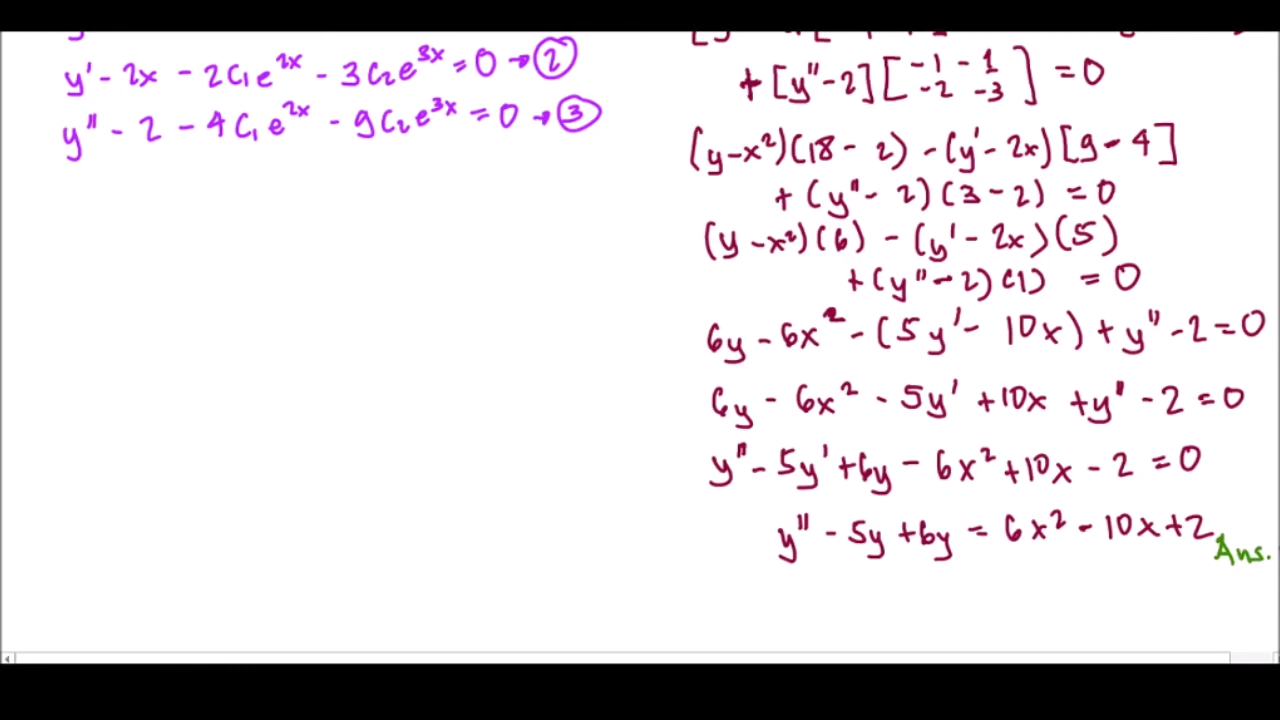 y' - 2x - 2c₁e^2x - 3c₂e^3x = 0 → ②
y'' - 2 - 4c₁e^2x - 9c₂e^3x = 0 → ③
+ [y'' - 2] [ -1 -1
-2 -3 ] = 0
(y-x²)(18 - 2) - (y' - 2x) [9 - 4]
+ (y'' - 2)(3 - 2) = 0
(y - x²)(6) - (y' - 2x)(5)
+ (y'' - 2)(1) = 0
6y - 6x² - (5y' - 10x) + y'' - 2 = 0
6y - 6x² - 5y' + 10x + y'' - 2 = 0
y'' - 5y' + 6y - 6x² + 10x - 2 = 0
y'' - 5y + 6y = 6x² - 10x + 2
Ans.